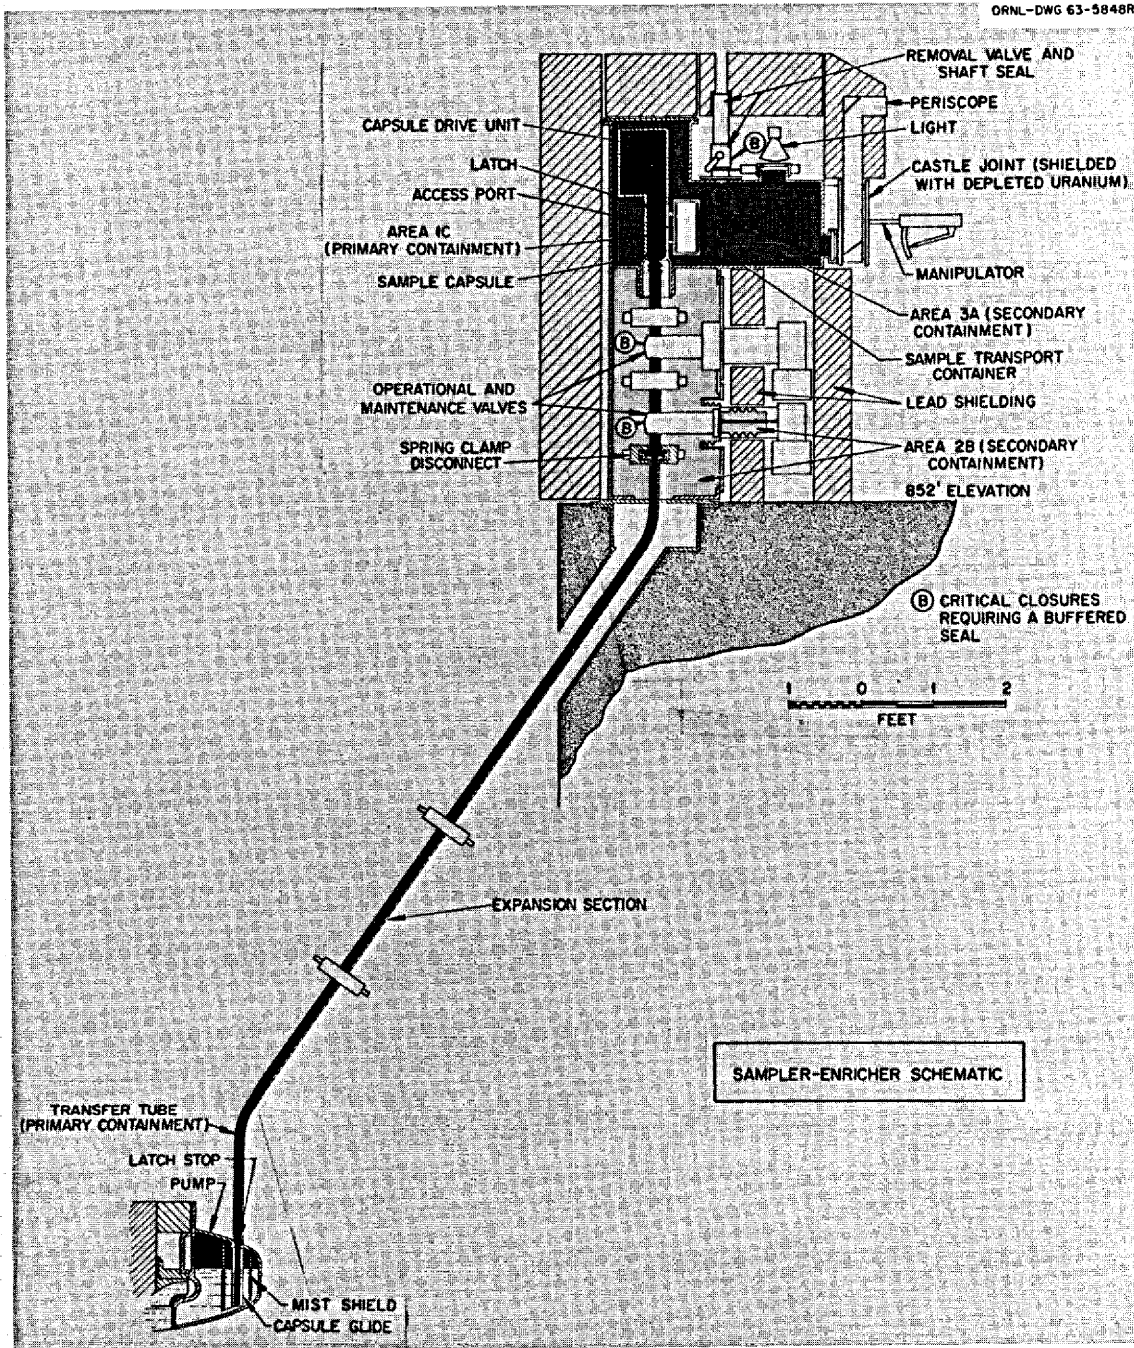 ORNL-DWG 63-5848R
REMOVAL VALVE AND
SHAFT SEAL
PERISCOPE
LIGHT
CASTLE JOINT (SHIELDED
WITH DEPLETED URANIUM)
MANIPULATOR
AREA 3A (SECONDARY
CONTAINMENT)
SAMPLE TRANSPORT
CONTAINER
LEAD SHIELDING
AREA 2B (SECONDARY
CONTAINMENT)
852' ELEVATION
CAPSULE DRIVE UNIT
LATCH
ACCESS PORT
AREA 1C
(PRIMARY CONTAINMENT)
SAMPLE CAPSULE
OPERATIONAL AND
MAINTENANCE VALVES
SPRING CLAMP
DISCONNECT
B
B
B
B CRITICAL CLOSURES
REQUIRING A BUFFERED
SEAL
1 0 1 2
FEET
EXPANSION SECTION
SAMPLER-ENRICHER SCHEMATIC
TRANSFER TUBE
(PRIMARY CONTAINMENT)
LATCH STOP
PUMP
MIST SHIELD
CAPSULE GLIDE